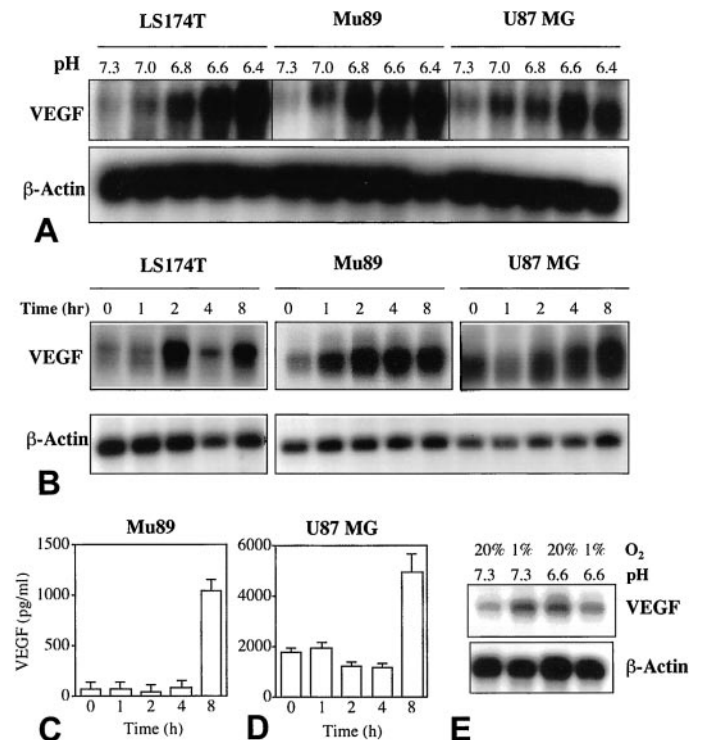 LS174T Mu89 U87 MG
pH 7.3 7.0 6.8 6.6 6.4 7.3 7.0 6.8 6.6 6.4 7.3 7.0 6.8 6.6 6.4
VEGF
β-Actin
A
LS174T Mu89 U87 MG
Time (hr) 0 1 2 4 8 0 1 2 4 8 0 1 2 4 8
VEGF
β-Actin
B
Mu89
VEGF (pg/ml)
1500
1000
500
0
0 1 2 4 8
Time (h)
C
U87 MG
6000
4000
2000
0
0 1 2 4 8
Time (h)
D
20% 1% 20% 1% O₂
7.3 7.3 6.6 6.6 pH
VEGF
β-Actin
E